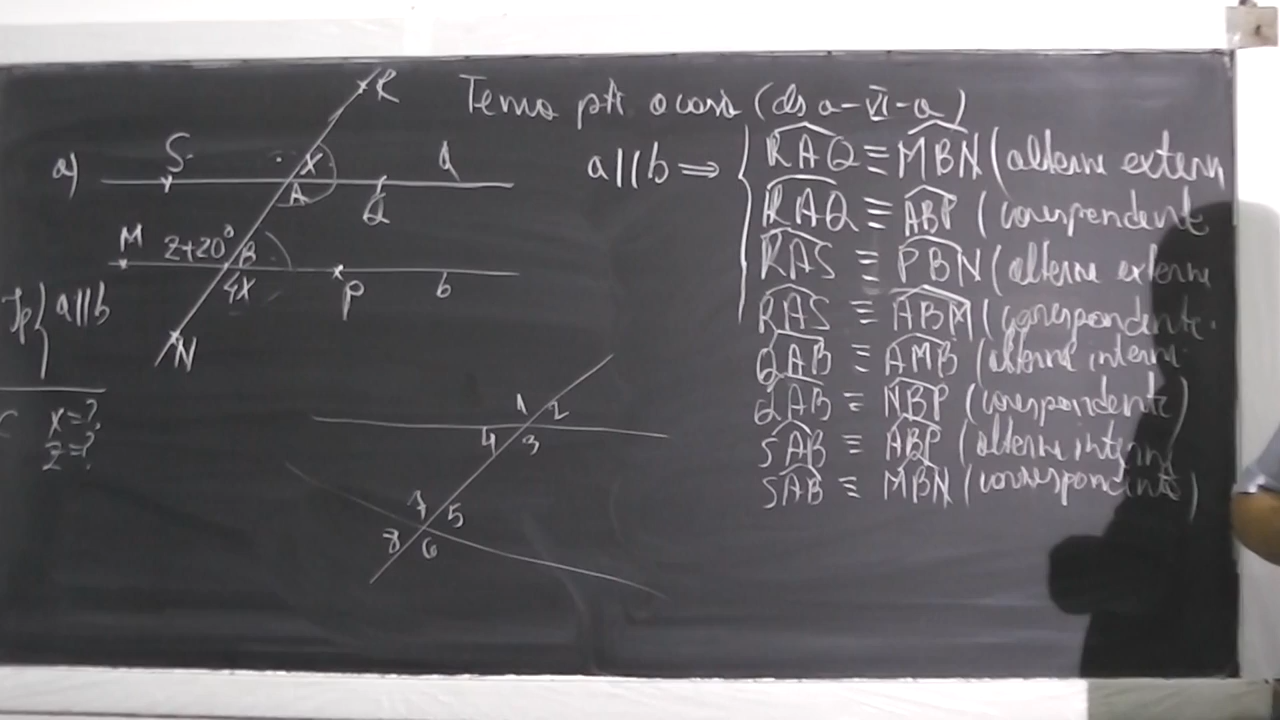 Tema pt acasă (cls a-VI-a)
a)
S
R
x
A
Q
a
M
z+20°
B
4x
P
b
N
Ip { a//b
C x=?
z=?
1 2
4 3
7 5
8 6
a//b ⇒
RAQ ≡ MBN (alterne extern
RAQ ≡ ABP (corespondente
RAS ≡ PBN (alterne externe
RAS ≡ ABM (corespondente.
QAB ≡ AMB (alterne interne
QAB ≡ NBP (corespondente)
SAB ≡ ABP (alterne interne)
SAB ≡ MBN (corespondente)